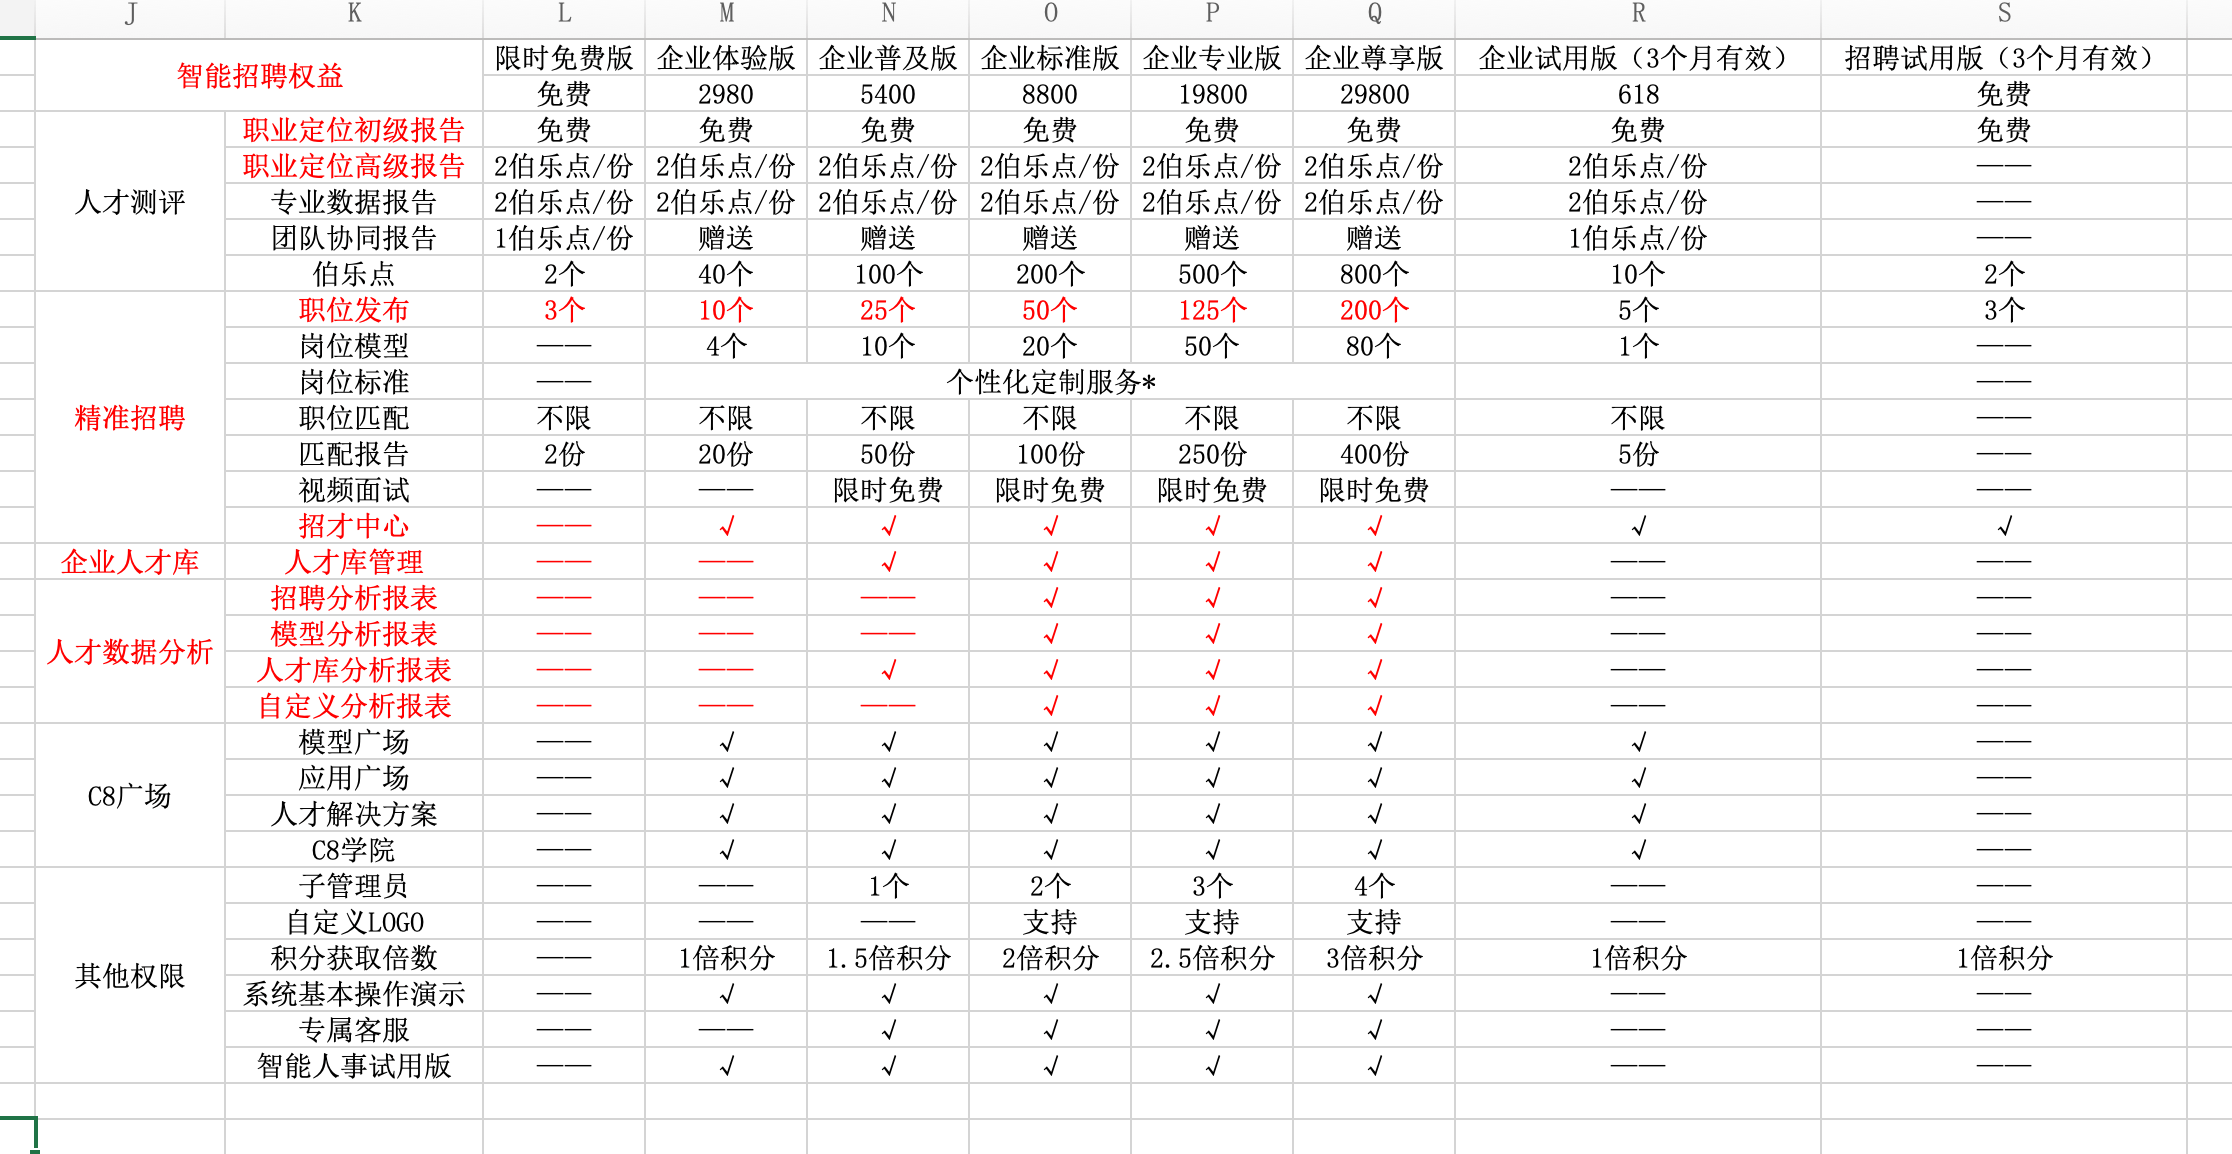 J K L M N O P Q R S
智能招聘权益 限时免费版 企业体验版 企业普及版 企业标准版 企业专业版 企业尊享版 企业试用版（3个月有效） 招聘试用版（3个月有效）
免费 2980 5400 8800 19800 29800 618 免费
人才测评 职业定位初级报告 免费 免费 免费 免费 免费 免费 免费 免费
职业定位高级报告 2伯乐点/份 2伯乐点/份 2伯乐点/份 2伯乐点/份 2伯乐点/份 2伯乐点/份 2伯乐点/份 ——
专业数据报告 2伯乐点/份 2伯乐点/份 2伯乐点/份 2伯乐点/份 2伯乐点/份 2伯乐点/份 2伯乐点/份 ——
团队协同报告 1伯乐点/份 赠送 赠送 赠送 赠送 赠送 1伯乐点/份 ——
伯乐点 2个 40个 100个 200个 500个 800个 10个 2个
精准招聘 职位发布 3个 10个 25个 50个 125个 200个 5个 3个
岗位模型 —— 4个 10个 20个 50个 80个 1个 ——
岗位标准 —— 个性化定制服务* ——
职位匹配 不限 不限 不限 不限 不限 不限 不限 ——
匹配报告 2份 20份 50份 100份 250份 400份 5份 ——
视频面试 —— —— 限时免费 限时免费 限时免费 限时免费 —— ——
招才中心 —— √ √ √ √ √ √ √
企业人才库 人才库管理 —— —— √ √ √ √ —— ——
人才数据分析 招聘分析报表 —— —— —— √ √ √ —— ——
模型分析报表 —— —— —— √ √ √ —— ——
人才库分析报表 —— —— √ √ √ √ —— ——
自定义分析报表 —— —— —— √ √ √ —— ——
C8广场 模型广场 —— √ √ √ √ √ √ ——
应用广场 —— √ √ √ √ √ √ ——
人才解决方案 —— √ √ √ √ √ √ ——
C8学院 —— √ √ √ √ √ √ ——
其他权限 子管理员 —— —— 1个 2个 3个 4个 —— ——
自定义LOGO —— —— —— 支持 支持 支持 —— ——
积分获取倍数 —— 1倍积分 1.5倍积分 2倍积分 2.5倍积分 3倍积分 1倍积分 1倍积分
系统基本操作演示 —— √ √ √ √ √ —— ——
专属客服 —— —— √ √ √ √ —— ——
智能人事试用版 —— √ √ √ √ √ —— ——